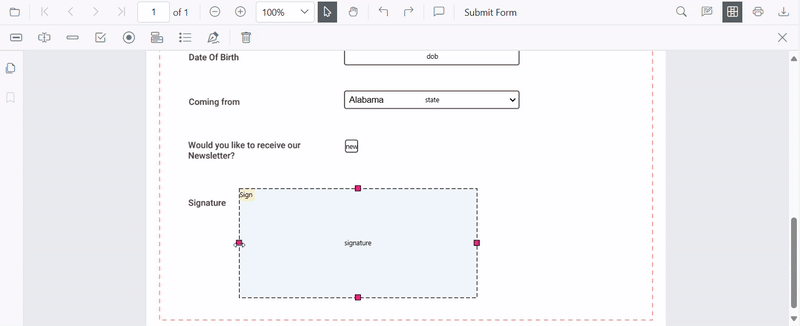 1 of 1 100% Submit Form
Date Of Birth dob
Coming from Alabama state
Would you like to receive our new
Newsletter?
Sign
Signature
signature